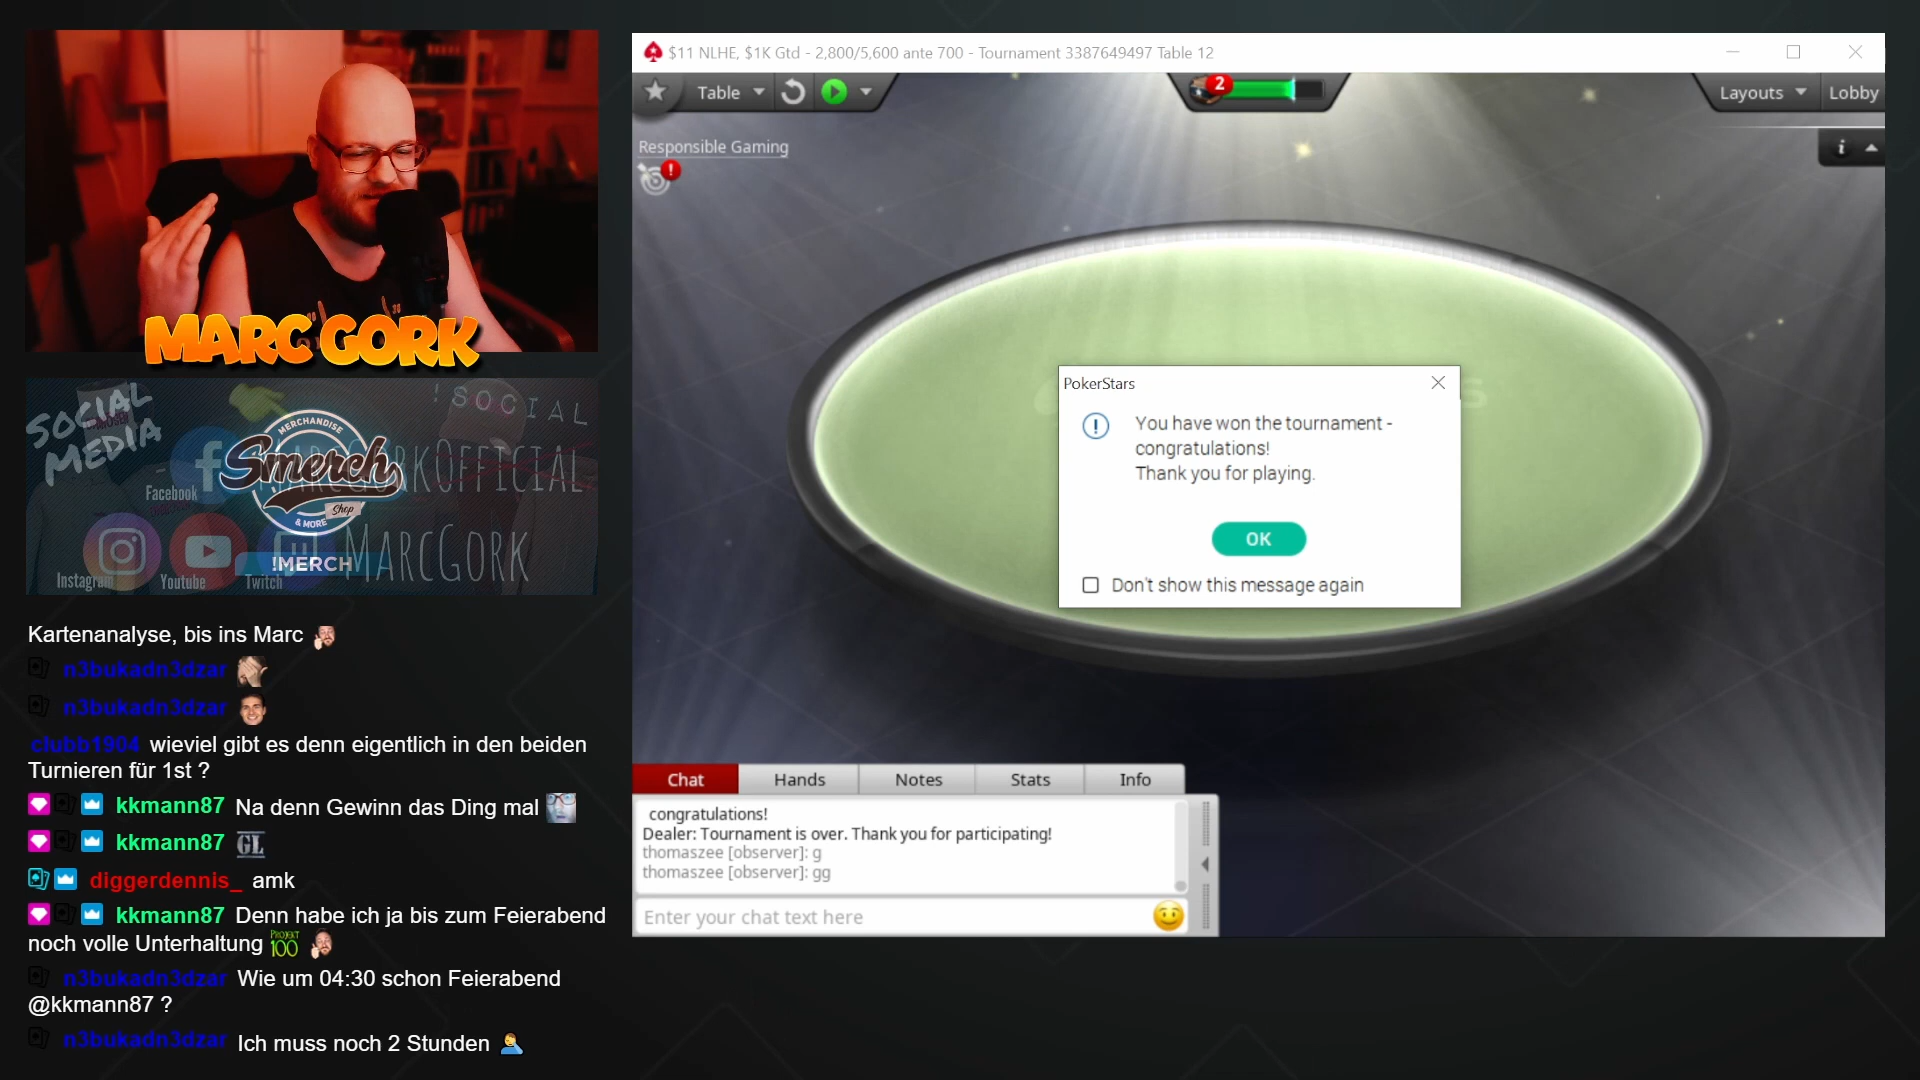 $11 NLHE, $1K Gtd - 2,800/5,600 ante 700 - Tournament 3387649497 Table 12
Table
2
Layouts
Lobby
Responsible Gaming
!
i
MARC GORK
SOCIAL
MEDIA
!SOCIAL
MERCHANDISE
Smerch
Shop
& MORE
MARCGORKOFFICIAL
Facebook
MARCGORK
!MERCH
Instagram
Youtube
Twitch
PokerStars
You have won the tournament -
congratulations!
Thank you for playing.
OK
Don't show this message again
Kartenanalyse, bis ins Marc
n3bukadn3dzar
n3bukadn3dzar
clubb1904 wieviel gibt es denn eigentlich in den beiden
Turnieren für 1st ?
kkmann87 Na denn Gewinn das Ding mal
kkmann87 GL
diggerdennis_ amk
kkmann87 Denn habe ich ja bis zum Feierabend
noch volle Unterhaltung PROJEKT 100
n3bukadn3dzar Wie um 04:30 schon Feierabend
@kkmann87 ?
n3bukadn3dzar Ich muss noch 2 Stunden
Chat
Hands
Notes
Stats
Info
congratulations!
Dealer: Tournament is over. Thank you for participating!
thomaszee [observer]: g
thomaszee [observer]: gg
Enter your chat text here